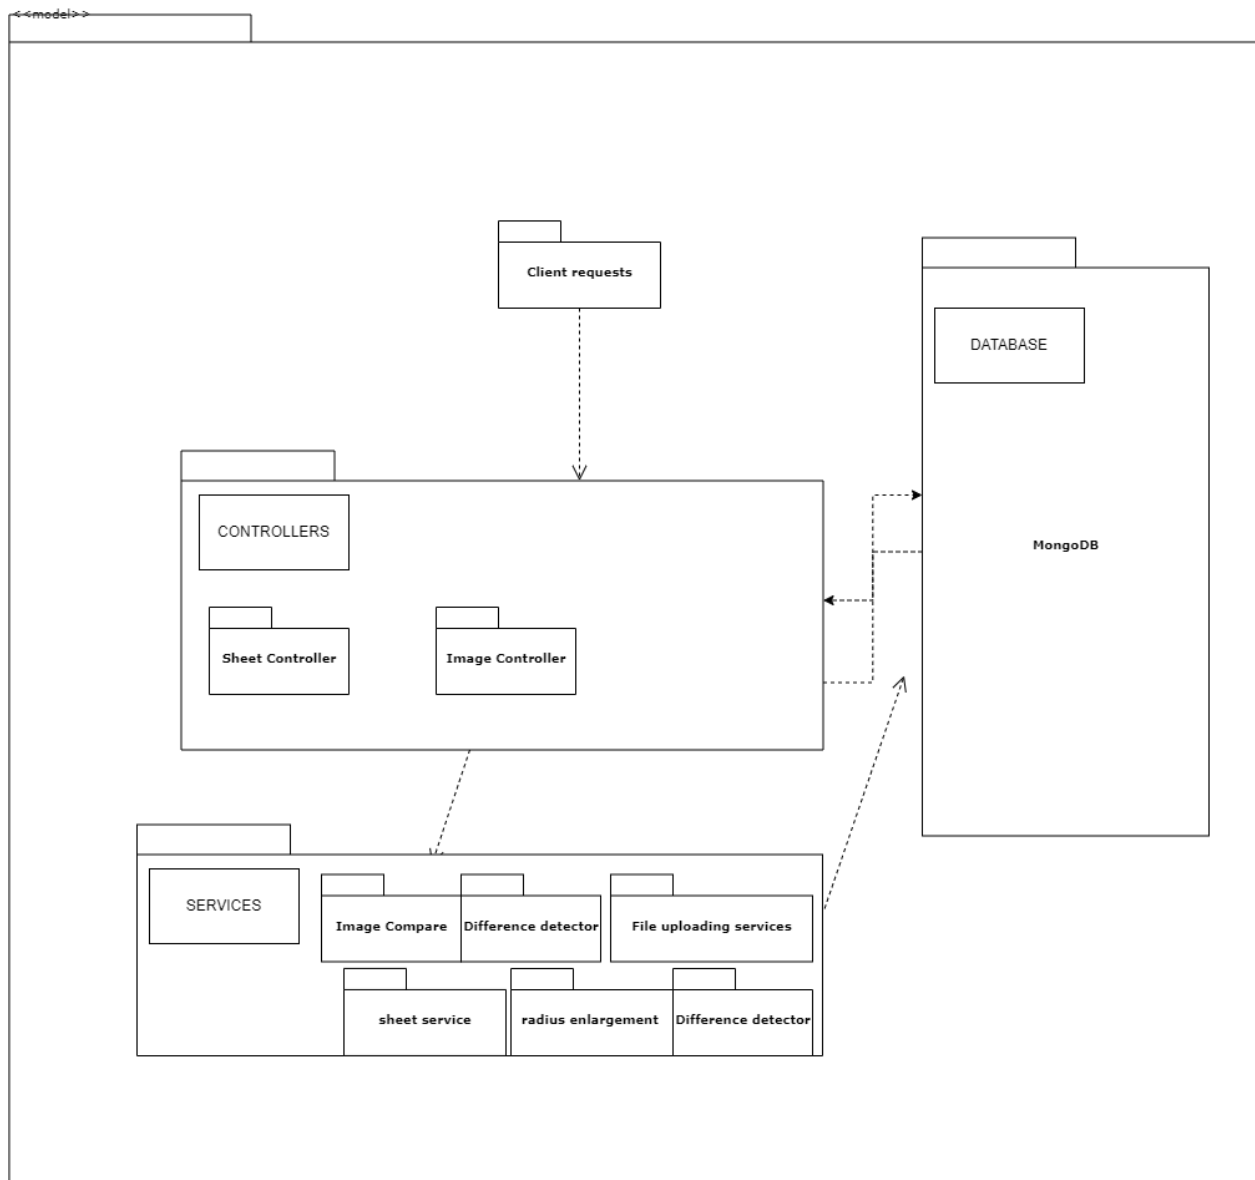 <<model>>
Client requests
DATABASE
CONTROLLERS
MongoDB
Sheet Controller
Image Controller
SERVICES
Image Compare
Difference detector
File uploading services
sheet service
radius enlargement
Difference detector